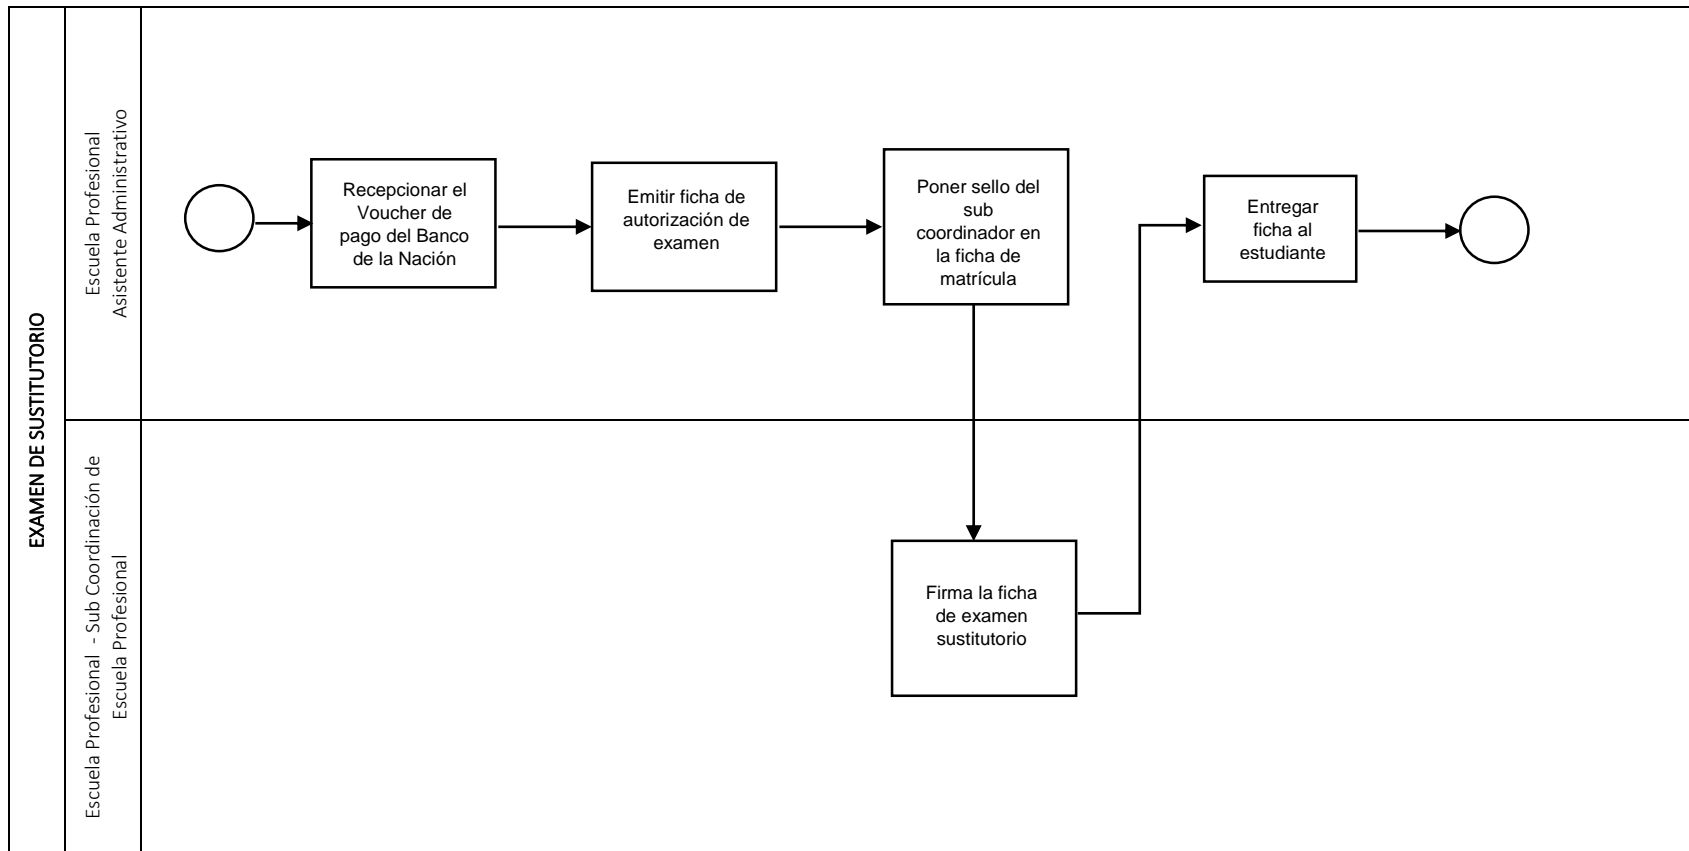 EXAMEN DE SUSTITUTORIO
Escuela Profesional
Asistente Administrativo
Recepcionar el
Voucher de
pago del Banco
de la Nación
Emitir ficha de
autorización de
examen
Poner sello del
sub
coordinador en
la ficha de
matrícula
Entregar
ficha al
estudiante
Escuela Profesional - Sub Coordinación de
Escuela Profesional
Firma la ficha
de examen
sustitutorio